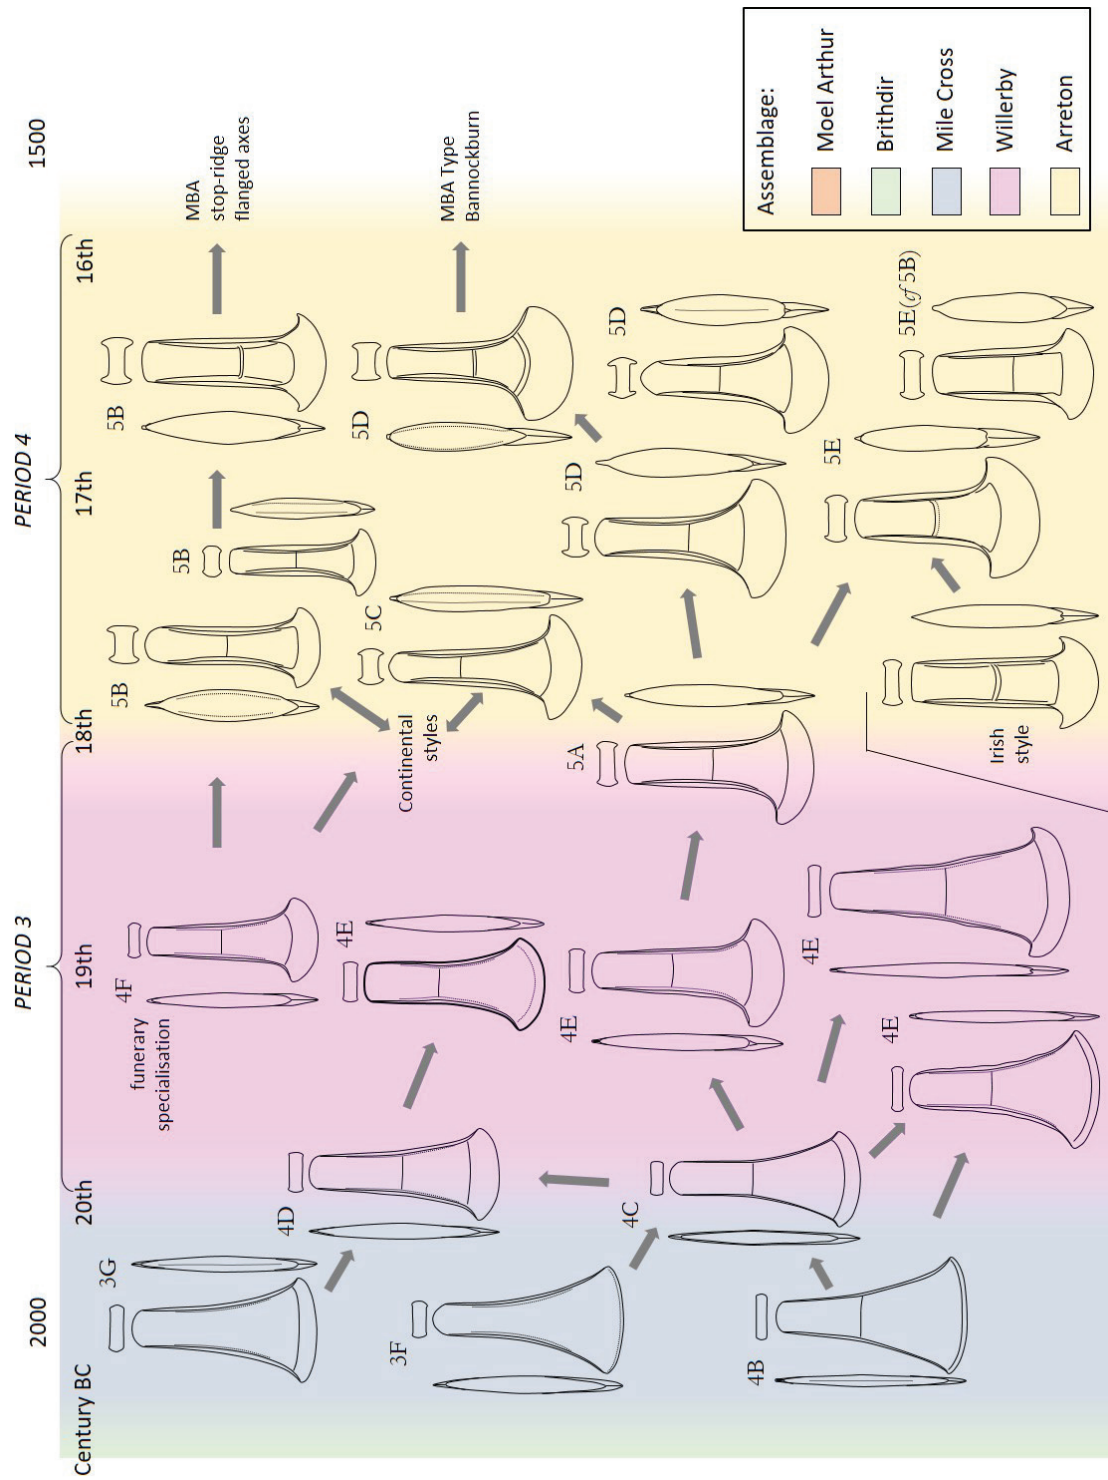 PERIOD 3
PERIOD 4
2000
1500
Century BC
20th
19th
18th
17th
16th
3G
4D
funerary
specialisation
4F
5B
5B
5B
MBA
stop-ridge
flanged axes
3F
4E
Continental
styles
5C
5D
MBA Type
Bannockburn
4B
4C
4E
5A
5D
5D
4E
4E
Irish
style
5E
5E (cf 5B)
Assemblage:
Moel Arthur
Brithdir
Mile Cross
Willerby
Arreton